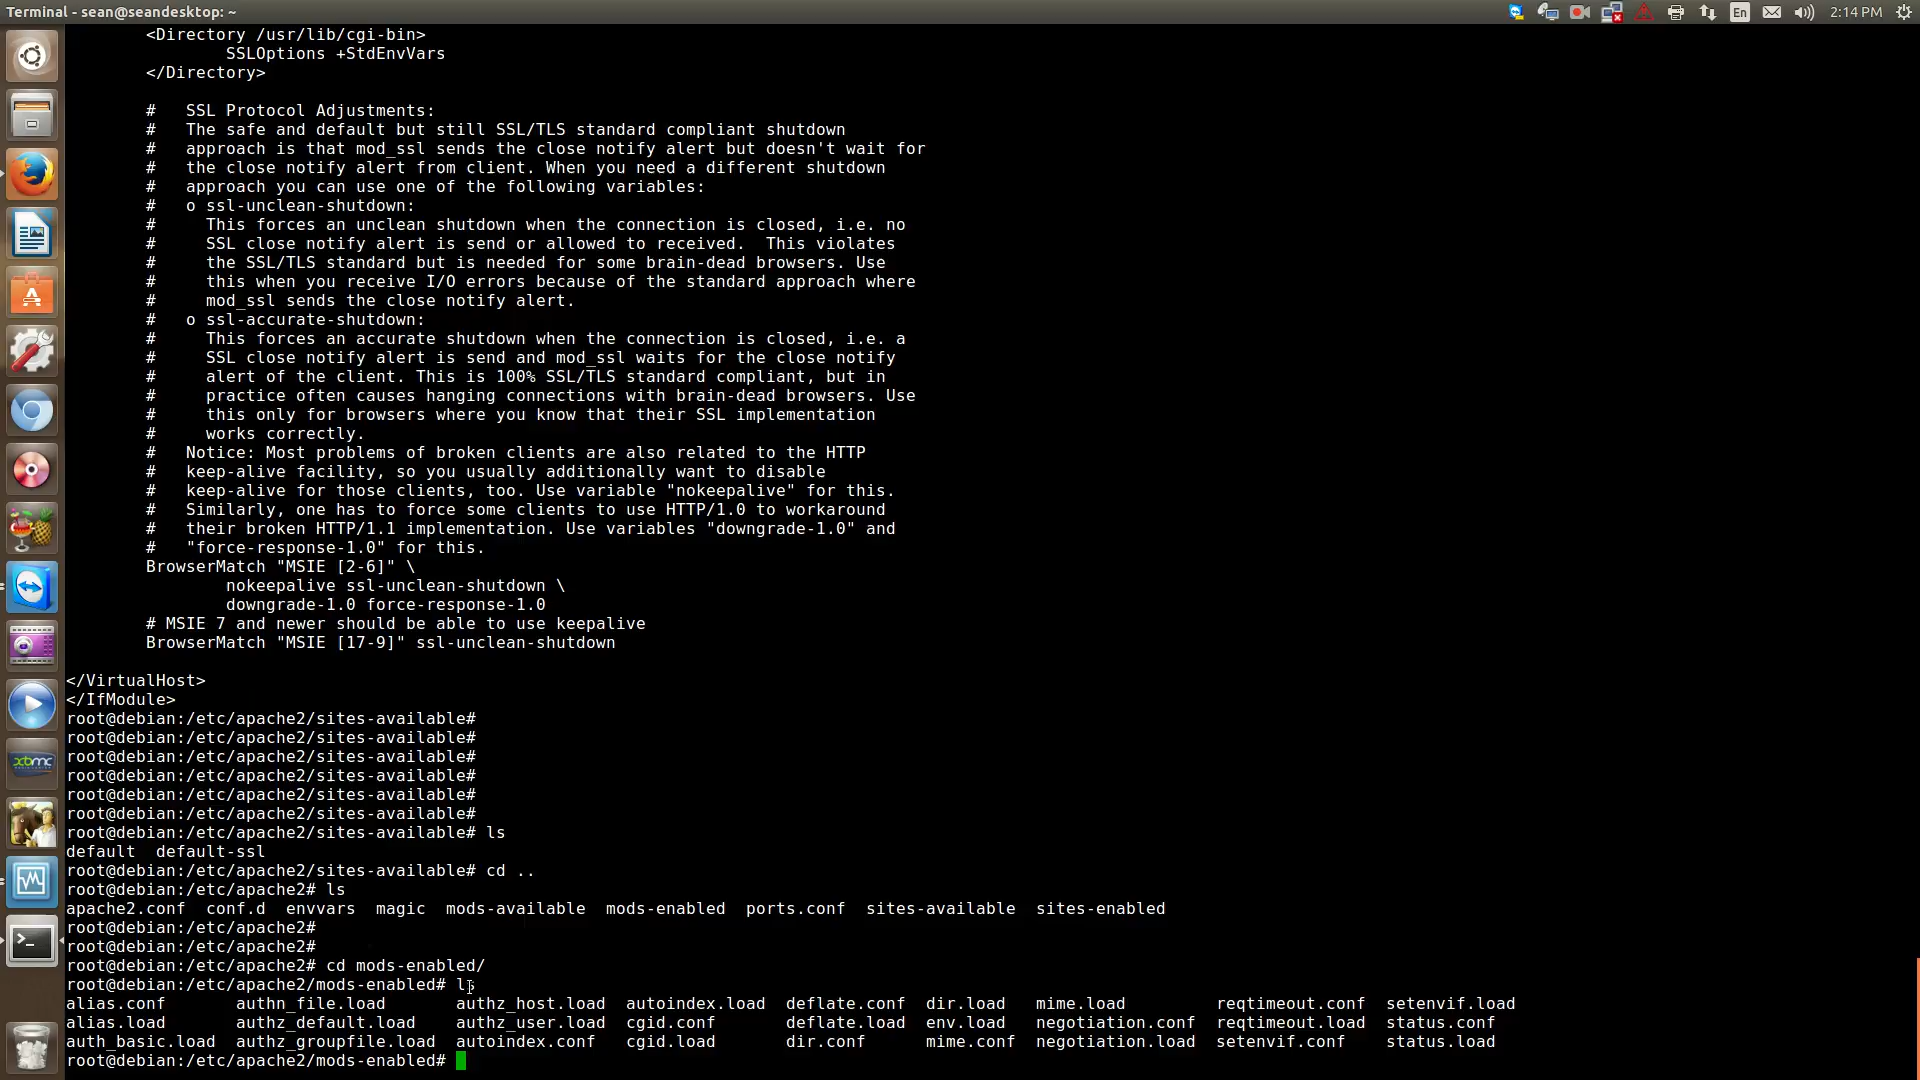 Terminal - sean@seandesktop: ~
En
2:14 PM
<Directory /usr/lib/cgi-bin>
SSLOptions +StdEnvVars
</Directory>
# SSL Protocol Adjustments:
# The safe and default but still SSL/TLS standard compliant shutdown
# approach is that mod_ssl sends the close notify alert but doesn't wait for
# the close notify alert from client. When you need a different shutdown
# approach you can use one of the following variables:
# o ssl-unclean-shutdown:
# This forces an unclean shutdown when the connection is closed, i.e. no
# SSL close notify alert is send or allowed to received.  This violates
# the SSL/TLS standard but is needed for some brain-dead browsers. Use
# this when you receive I/O errors because of the standard approach where
# mod_ssl sends the close notify alert.
# o ssl-accurate-shutdown:
# This forces an accurate shutdown when the connection is closed, i.e. a
# SSL close notify alert is send and mod_ssl waits for the close notify
# alert of the client. This is 100% SSL/TLS standard compliant, but in
# practice often causes hanging connections with brain-dead browsers. Use
# this only for browsers where you know that their SSL implementation
# works correctly.
# Notice: Most problems of broken clients are also related to the HTTP
# keep-alive facility, so you usually additionally want to disable
# keep-alive for those clients, too. Use variable "nokeepalive" for this.
# Similarly, one has to force some clients to use HTTP/1.0 to workaround
# their broken HTTP/1.1 implementation. Use variables "downgrade-1.0" and
# "force-response-1.0" for this.
BrowserMatch "MSIE [2-6]" \
nokeepalive ssl-unclean-shutdown \
downgrade-1.0 force-response-1.0
# MSIE 7 and newer should be able to use keepalive
BrowserMatch "MSIE [17-9]" ssl-unclean-shutdown
</VirtualHost>
</IfModule>
root@debian:/etc/apache2/sites-available#
root@debian:/etc/apache2/sites-available#
root@debian:/etc/apache2/sites-available#
root@debian:/etc/apache2/sites-available#
root@debian:/etc/apache2/sites-available#
root@debian:/etc/apache2/sites-available#
root@debian:/etc/apache2/sites-available# ls
default  default-ssl
root@debian:/etc/apache2/sites-available# cd ..
root@debian:/etc/apache2# ls
apache2.conf  conf.d  envvars  magic  mods-available  mods-enabled  ports.conf  sites-available  sites-enabled
root@debian:/etc/apache2#
root@debian:/etc/apache2#
root@debian:/etc/apache2# cd mods-enabled/
root@debian:/etc/apache2/mods-enabled# ls
alias.conf  authn_file.load  authz_host.load  autoindex.load  deflate.conf  dir.load  mime.load  reqtimeout.conf  setenvif.load
alias.load  authz_default.load  authz_user.load  cgid.conf  deflate.load  env.load  negotiation.conf  reqtimeout.load  status.conf
auth_basic.load  authz_groupfile.load  autoindex.conf  cgid.load  dir.conf  mime.conf  negotiation.load  setenvif.conf  status.load
root@debian:/etc/apache2/mods-enabled#
xbmc